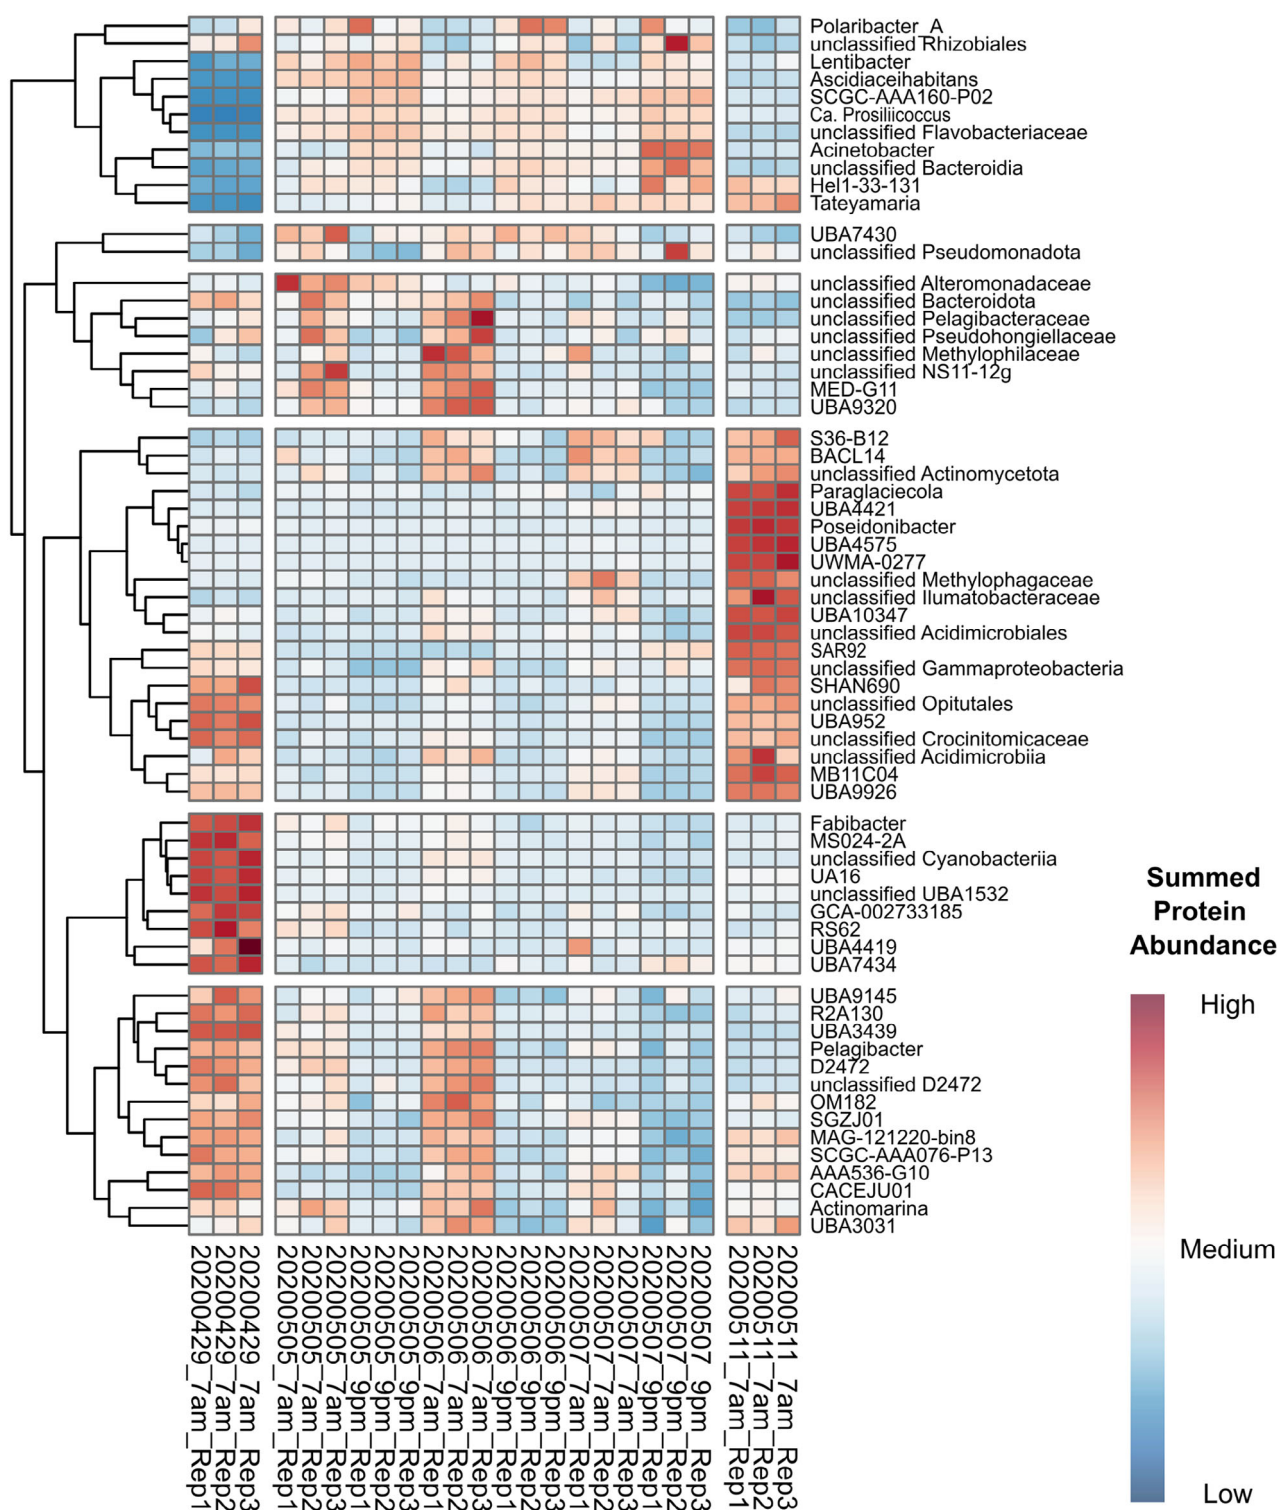 Polaribacter_A
unclassified Rhizobiales
Lentibacter
Ascidiaceihabitans
SCGC-AAA160-P02
Ca. Prosiliicoccus
unclassified Flavobacteriaceae
Acinetobacter
unclassified Bacteroidia
Hel1-33-131
Tateyamaria
UBA7430
unclassified Pseudomonadota
unclassified Alteromonadaceae
unclassified Bacteroidota
unclassified Pelagibacteraceae
unclassified Pseudohongiellaceae
unclassified Methylophilaceae
unclassified NS11-12g
MED-G11
UBA9320
S36-B12
BACL14
unclassified Actinomycetota
Paraglaciecola
UBA4421
Poseidonibacter
UBA4575
UWMA-0277
unclassified Methylophagaceae
unclassified Ilumatobacteraceae
UBA10347
unclassified Acidimicrobiales
SAR92
unclassified Gammaproteobacteria
SHAN690
unclassified Opitutales
UBA952
unclassified Crocinitomicaceae
unclassified Acidimicrobiia
MB11C04
UBA9926
Fabibacter
MS024-2A
unclassified Cyanobacteriia
UA16
unclassified UBA1532
GCA-002733185
RS62
UBA4419
UBA7434
UBA9145
R2A130
UBA3439
Pelagibacter
D2472
unclassified D2472
OM182
SGZJ01
MAG-121220-bin8
SCGC-AAA076-P13
AAA536-G10
CACEJU01
Actinomarina
UBA3031
20200429_7am_Rep1
20200429_7am_Rep2
20200429_7am_Rep3
20200505_7am_Rep1
20200505_7am_Rep2
20200505_7am_Rep3
20200505_9pm_Rep1
20200505_9pm_Rep2
20200505_9pm_Rep3
20200506_7am_Rep1
20200506_7am_Rep2
20200506_7am_Rep3
20200506_9pm_Rep1
20200506_9pm_Rep2
20200506_9pm_Rep3
20200507_7am_Rep1
20200507_7am_Rep2
20200507_7am_Rep3
20200507_9pm_Rep1
20200507_9pm_Rep2
20200507_9pm_Rep3
20200511_7am_Rep1
20200511_7am_Rep2
20200511_7am_Rep3
Summed
Protein
Abundance
High
Medium
Low